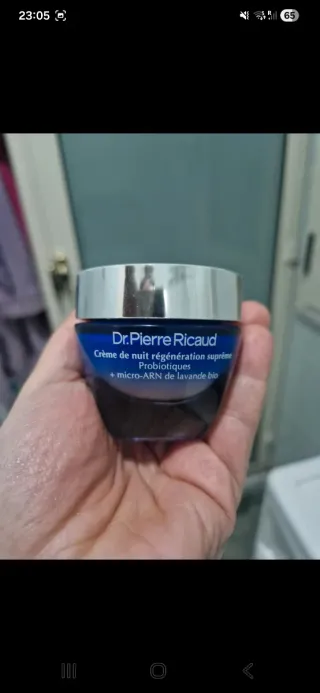 23:05
65
Dr.Pierre Ricaud
Crème de nuit régénération suprême
Probiotiques
+ micro-ARN de lavande bio